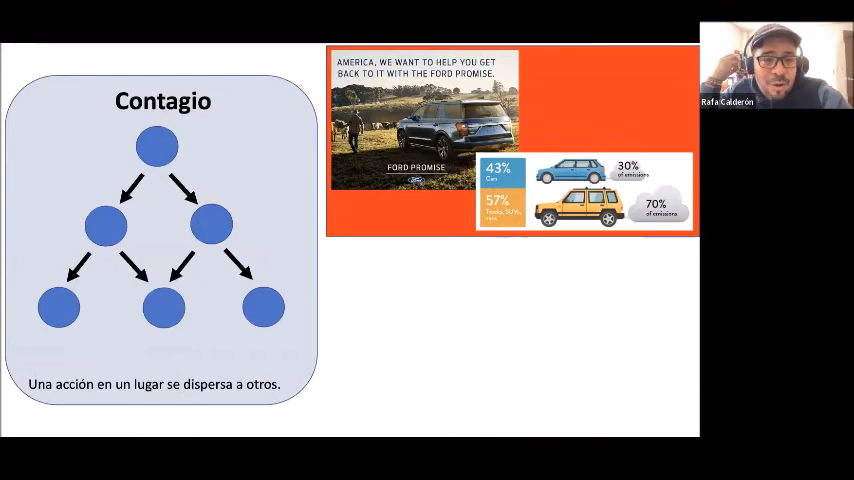 Contagio
Una acción en un lugar se dispersa a otros.
AMERICA, WE WANT TO HELP YOU GET
BACK TO IT WITH THE FORD PROMISE.
FORD PROMISE
Ford
43%
Cars
57%
Trucks, SUVs,
vans
30%
of emissions
70%
of emissions
Rafa Calderón